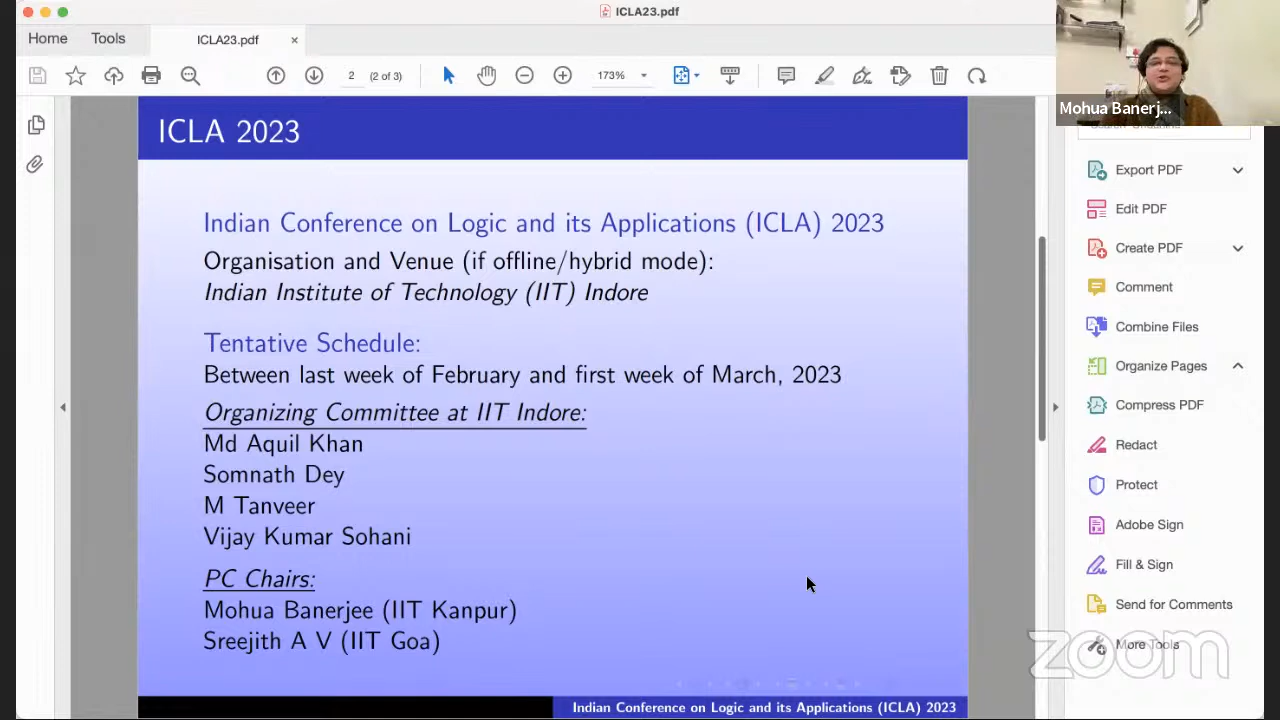 ICLA23.pdf
Home
Tools
ICLA23.pdf
2
(2 of 3)
173%
Mohua Banerj...
ICLA 2023
Indian Conference on Logic and its Applications (ICLA) 2023
Organisation and Venue (if offline/hybrid mode):
Indian Institute of Technology (IIT) Indore
Tentative Schedule:
Between last week of February and first week of March, 2023
Organizing Committee at IIT Indore:
Md Aquil Khan
Somnath Dey
M Tanveer
Vijay Kumar Sohani
PC Chairs:
Mohua Banerjee (IIT Kanpur)
Sreejith A V (IIT Goa)
Indian Conference on Logic and its Applications (ICLA) 2023
Export PDF
Edit PDF
Create PDF
Comment
Combine Files
Organize Pages
Compress PDF
Redact
Protect
Adobe Sign
Fill & Sign
Send for Comments
More Tools
zoom